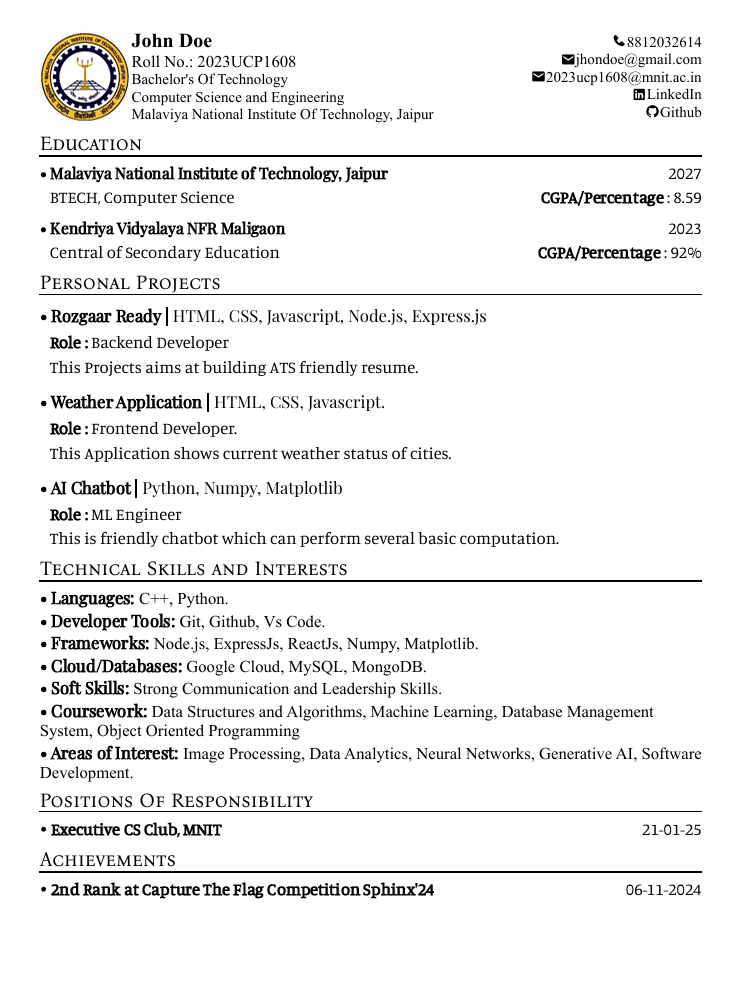 John Doe
Roll No.: 2023UCP1608
Bachelor's Of Technology
Computer Science and Engineering
Malaviya National Institute Of Technology, Jaipur
8812032614
jhondoe@gmail.com
2023ucp1608@mnit.ac.in
LinkedIn
Github
Education
• Malaviya National Institute of Technology, Jaipur 2027
BTECH, Computer Science CGPA/Percentage : 8.59
• Kendriya Vidyalaya NFR Maligaon 2023
Central of Secondary Education CGPA/Percentage : 92%
Personal Projects
• Rozgaar Ready | HTML, CSS, Javascript, Node.js, Express.js
Role : Backend Developer
This Projects aims at building ATS friendly resume.
• Weather Application | HTML, CSS, Javascript.
Role : Frontend Developer.
This Application shows current weather status of cities.
• AI Chatbot | Python, Numpy, Matplotlib
Role : ML Engineer
This is friendly chatbot which can perform several basic computation.
Technical Skills and Interests
• Languages: C++, Python.
• Developer Tools: Git, Github, Vs Code.
• Frameworks: Node.js, ExpressJs, ReactJs, Numpy, Matplotlib.
• Cloud/Databases: Google Cloud, MySQL, MongoDB.
• Soft Skills: Strong Communication and Leadership Skills.
• Coursework: Data Structures and Algorithms, Machine Learning, Database Management
System, Object Oriented Programming
• Areas of Interest: Image Processing, Data Analytics, Neural Networks, Generative AI, Software
Development.
Positions Of Responsibility
• Executive CS Club, MNIT 21-01-25
Achievements
• 2nd Rank at Capture The Flag Competition Sphinx'24 06-11-2024